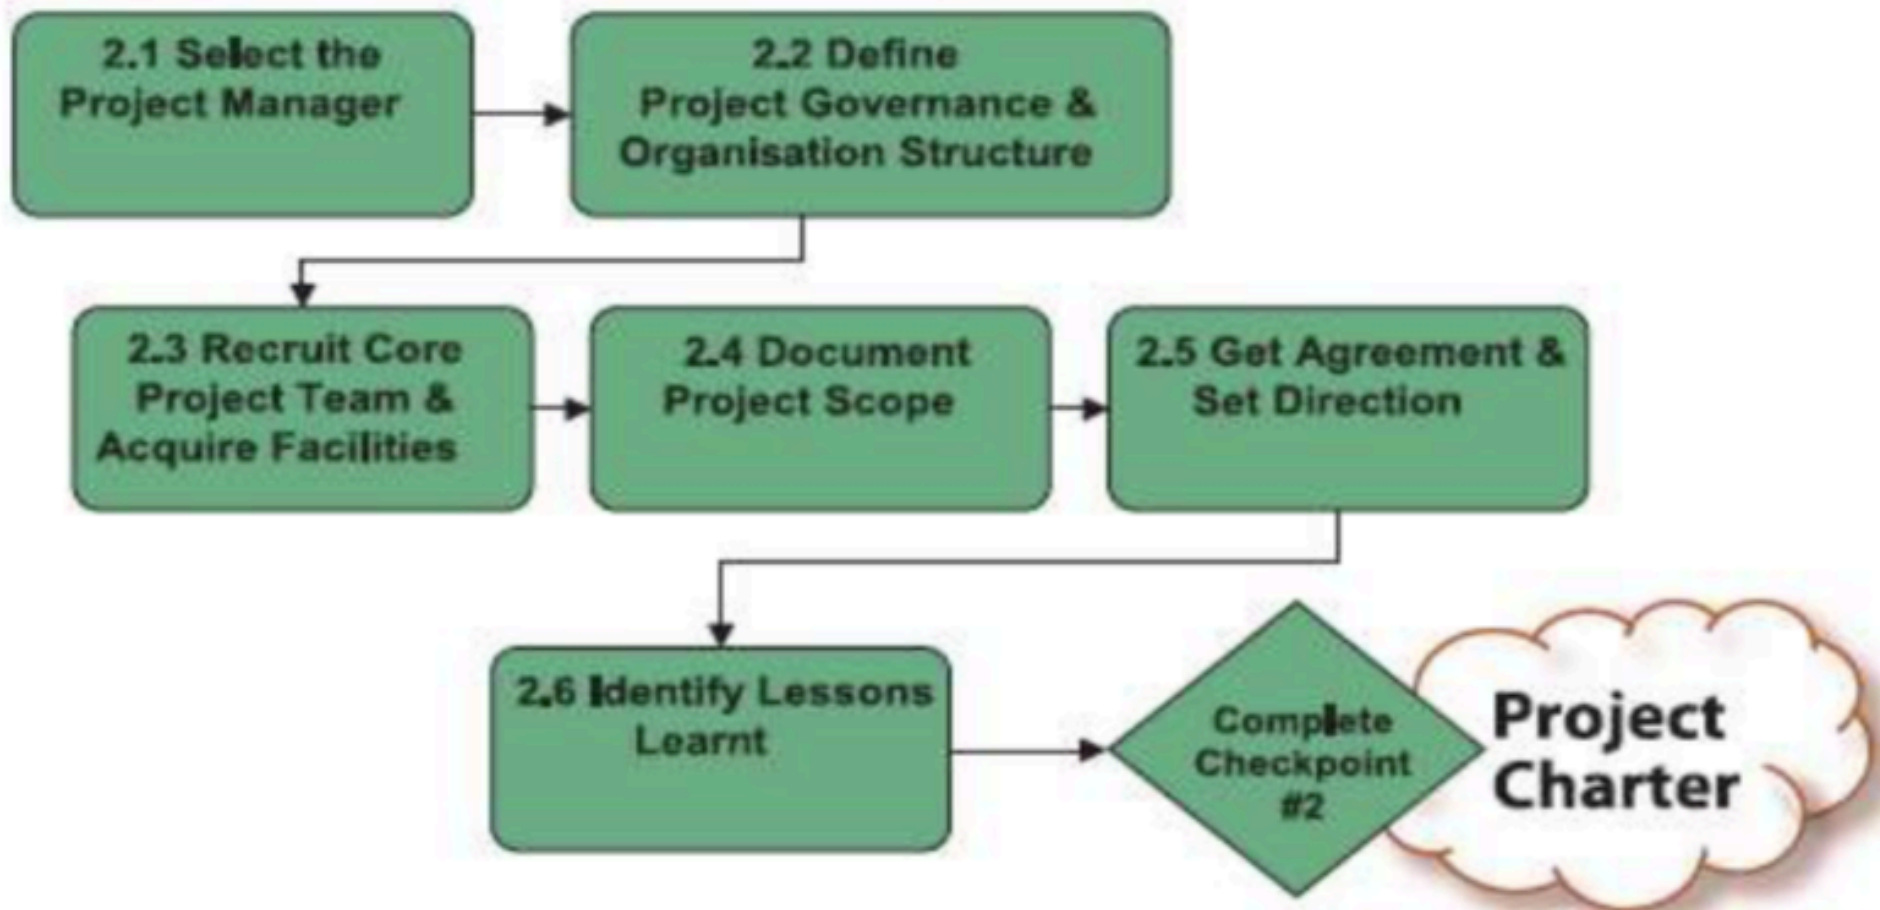 2.1 Select the
Project Manager
2.2 Define
Project Governance &
Organisation Structure
2.3 Recruit Core
Project Team &
Acquire Facilities
2.4 Document
Project Scope
2.5 Get Agreement &
Set Direction
2.6 Identify Lessons
Learnt
Complete
Checkpoint
#2
Project
Charter